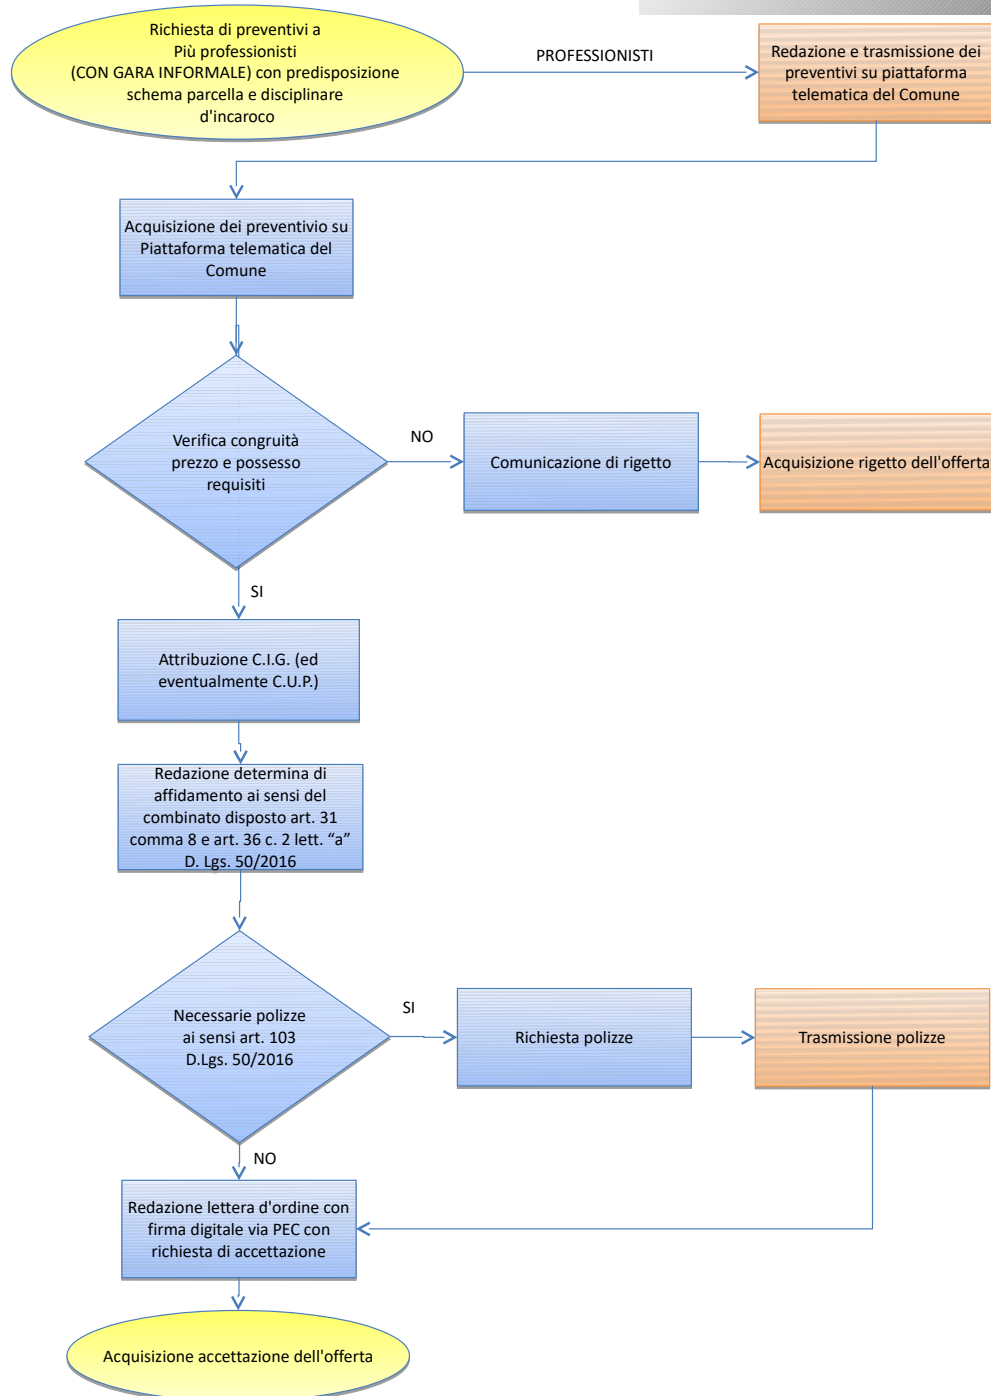 Richiesta di preventivi a
Più professionisti
(CON GARA INFORMALE) con predisposizione
schema parcella e disciplinare
d'incaroco
PROFESSIONISTI
Redazione e trasmissione dei
preventivi su piattaforma
telematica del Comune
Acquisizione dei preventivio su
Piattaforma telematica del
Comune
Verifica congruità
prezzo e possesso
requisiti
NO
Comunicazione di rigetto
Acquisizione rigetto dell'offerta
SI
Attribuzione C.I.G. (ed
eventualmente C.U.P.)
Redazione determina di
affidamento ai sensi del
combinato disposto art. 31
comma 8 e art. 36 c. 2 lett. “a”
D. Lgs. 50/2016
Necessarie polizze
ai sensi art. 103
D.Lgs. 50/2016
SI
Richiesta polizze
Trasmissione polizze
NO
Redazione lettera d'ordine con
firma digitale via PEC con
richiesta di accettazione
Acquisizione accettazione dell'offerta